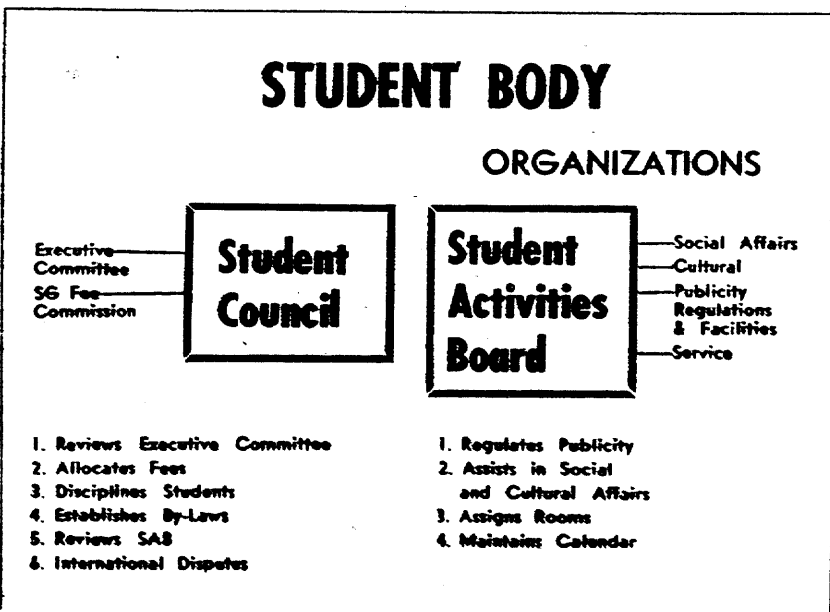 STUDENT BODY
ORGANIZATIONS
Executive
Committee
SG Fee
Commission
Student
Council
Student
Activities
Board
Social Affairs
Cultural
Publicity
Regulations
& Facilities
Service
1. Reviews Executive Committee
2. Allocates Fees
3. Disciplines Students
4. Establishes By-Laws
5. Reviews SAB
6. International Disputes
1. Regulates Publicity
2. Assists in Social
and Cultural Affairs
3. Assigns Rooms
4. Maintains Calendar